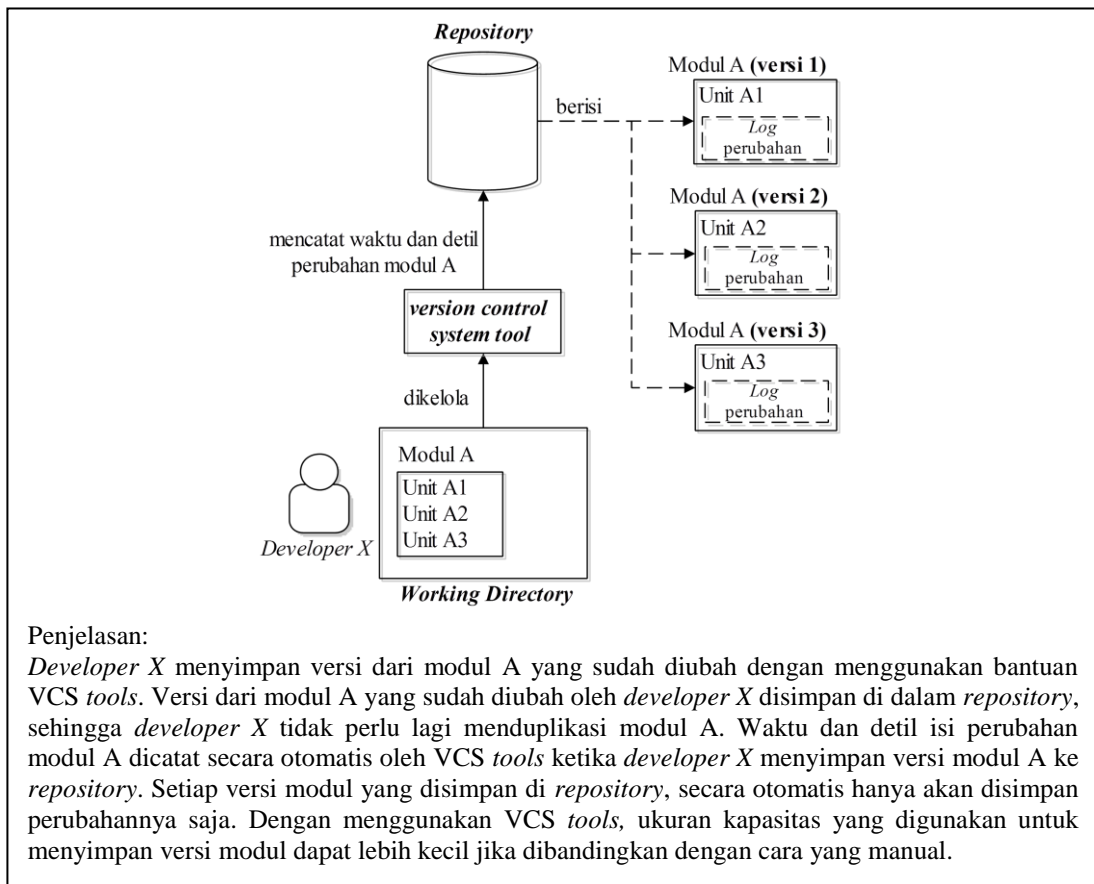 Repository
berisi
Modul A (versi 1)
Unit A1
Log
perubahan
Modul A (versi 2)
Unit A2
Log
perubahan
Modul A (versi 3)
Unit A3
Log
perubahan
mencatat waktu dan detil
perubahan modul A
version control
system tool
dikelola
Modul A
Unit A1
Unit A2
Unit A3
Developer X
Working Directory
Penjelasan:
Developer X menyimpan versi dari modul A yang sudah diubah dengan menggunakan bantuan
VCS tools. Versi dari modul A yang sudah diubah oleh developer X disimpan di dalam repository,
sehingga developer X tidak perlu lagi menduplikasi modul A. Waktu dan detil isi perubahan
modul A dicatat secara otomatis oleh VCS tools ketika developer X menyimpan versi modul A ke
repository. Setiap versi modul yang disimpan di repository, secara otomatis hanya akan disimpan
perubahannya saja. Dengan menggunakan VCS tools, ukuran kapasitas yang digunakan untuk
menyimpan versi modul dapat lebih kecil jika dibandingkan dengan cara yang manual.